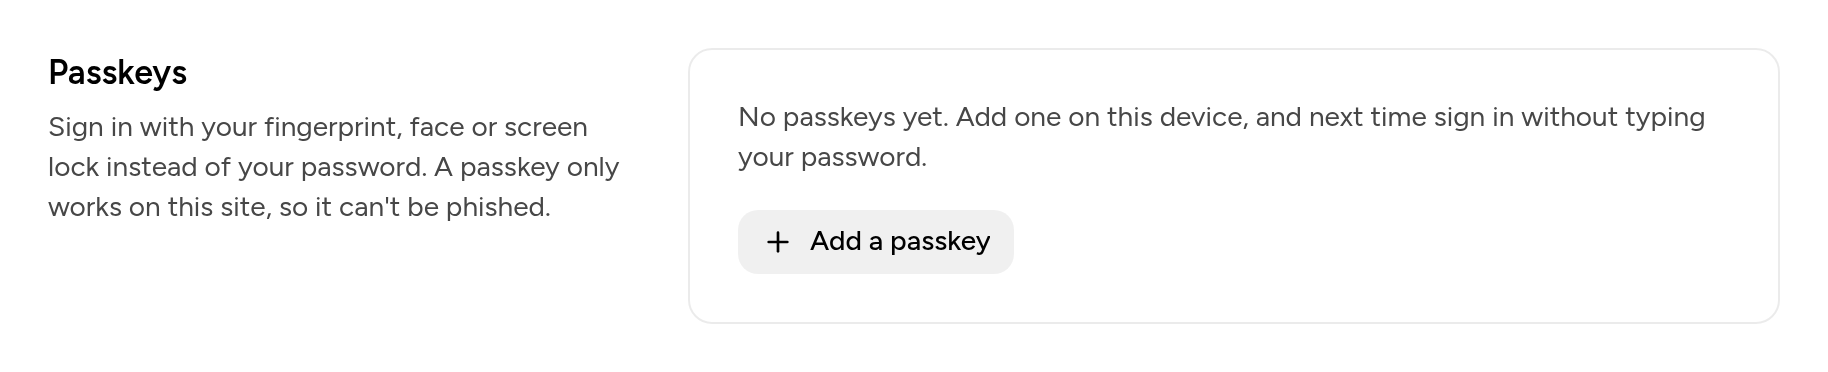 Passkeys
Sign in with your fingerprint, face or screen
lock instead of your password. A passkey only
works on this site, so it can't be phished.
No passkeys yet. Add one on this device, and next time sign in without typing
your password.
Add a passkey